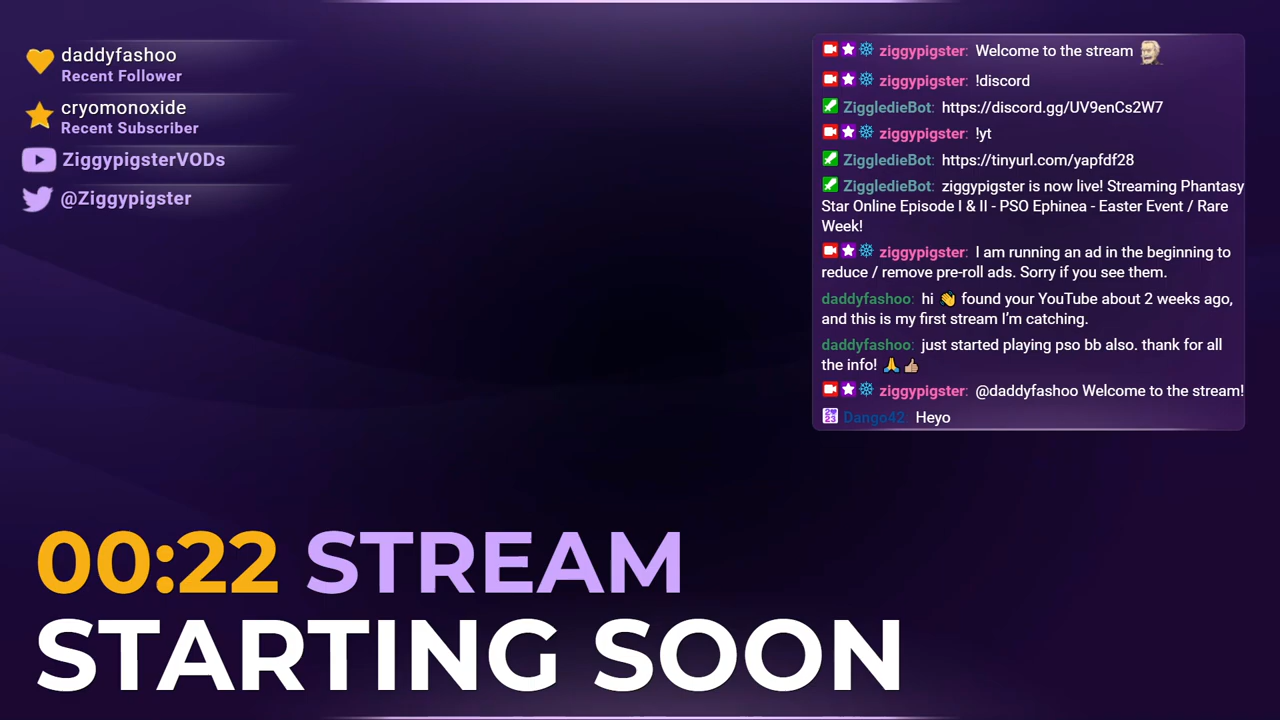 daddyfashoo
Recent Follower
cryomonoxide
Recent Subscriber
ZiggypigsterVODs
@Ziggypigster
ziggypigster: Welcome to the stream
ziggypigster: !discord
ZiggledieBot: https://discord.gg/UV9enCs2W7
ziggypigster: !yt
ZiggledieBot: https://tinyurl.com/yapfdf28
ZiggledieBot: ziggypigster is now live! Streaming Phantasy
Star Online Episode I & II - PSO Ephinea - Easter Event / Rare
Week!
ziggypigster: I am running an ad in the beginning to
reduce / remove pre-roll ads. Sorry if you see them.
daddyfashoo: hi 👋 found your YouTube about 2 weeks ago,
and this is my first stream I’m catching.
daddyfashoo: just started playing pso bb also. thank for all
the info! 🙏 👍🏼
ziggypigster: @daddyfashoo Welcome to the stream!
Dango42 Heyo
00:22 STREAM
STARTING SOON